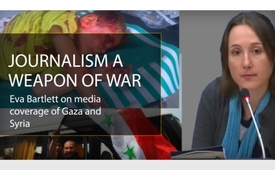 JOURNALISM A
WEAPON OF WAR
Eva Bartlett on media
coverage of Gaza and
Syria